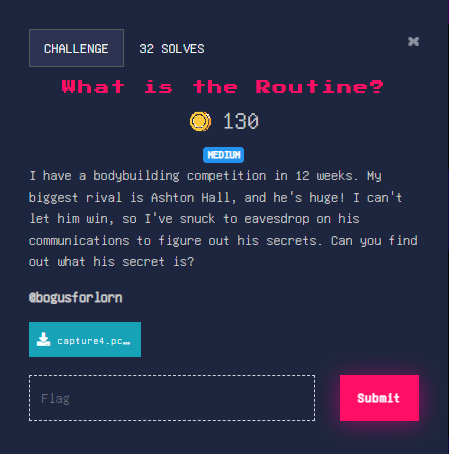 CHALLENGE
32 SOLVES
What is the Routine?
130
MEDIUM
I have a bodybuilding competition in 12 weeks. My
biggest rival is Ashton Hall, and he's huge! I can't
let him win, so I've snuck to eavesdrop on his
communications to figure out his secrets. Can you find
out what his secret is?
@bogusforlorn
capture4.pc…
Flag
Submit